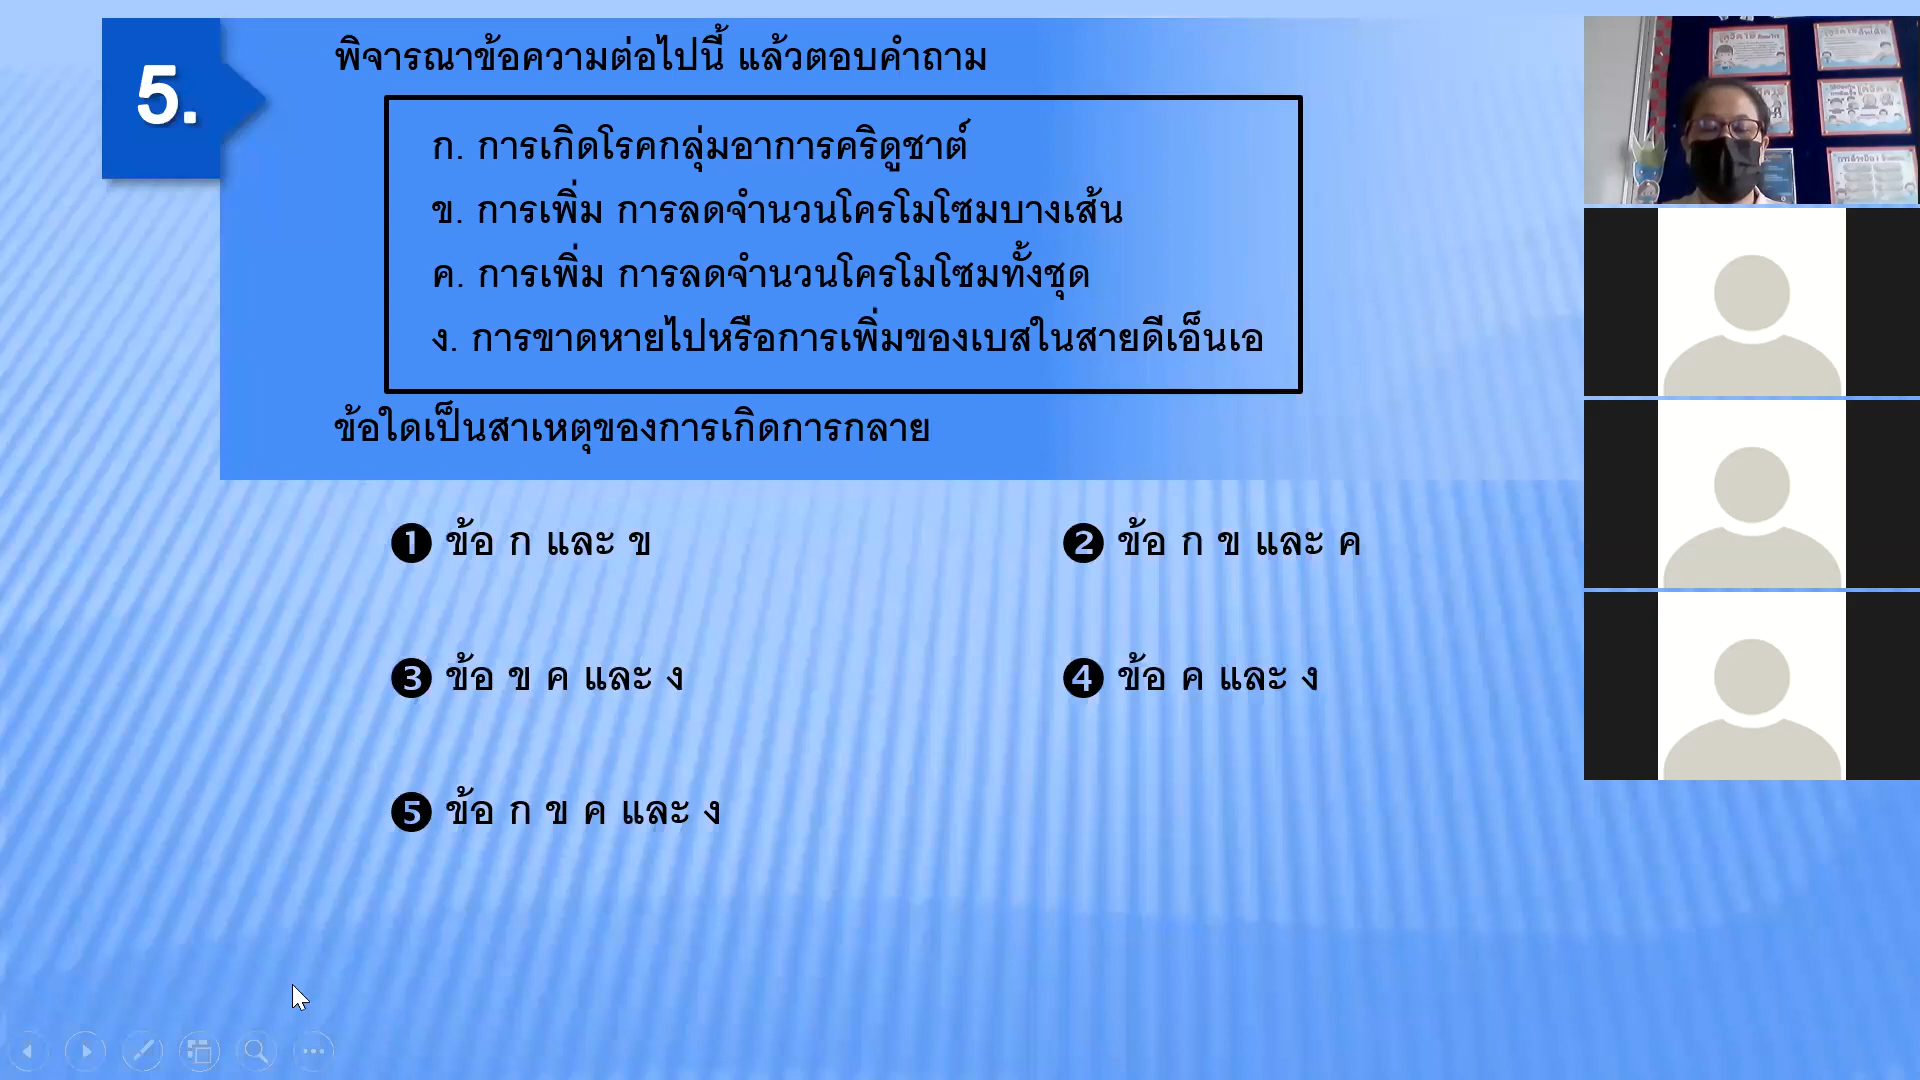 5.
พิจารณาข้อความต่อไปนี้ แล้วตอบคำถาม
ก. การเกิดโรคกลุ่มอาการคริดูชาต์
ข. การเพิ่ม การลดจำนวนโครโมโซมบางเส้น
ค. การเพิ่ม การลดจำนวนโครโมโซมทั้งชุด
ง. การขาดหายไปหรือการเพิ่มของเบสในสายดีเอ็นเอ
ข้อใดเป็นสาเหตุของการเกิดการกลาย
❶ ข้อ ก และ ข
❷ ข้อ ก ข และ ค
❸ ข้อ ข ค และ ง
❹ ข้อ ค และ ง
❺ ข้อ ก ข ค และ ง